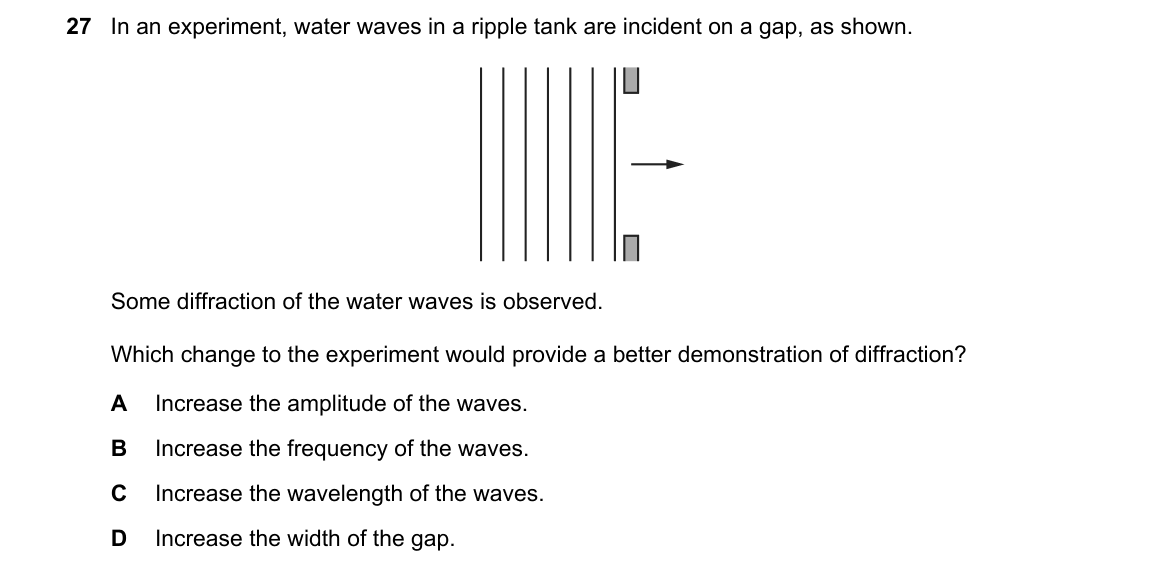 27 In an experiment, water waves in a ripple tank are incident on a gap, as shown.
Some diffraction of the water waves is observed.
Which change to the experiment would provide a better demonstration of diffraction?
A Increase the amplitude of the waves.
B Increase the frequency of the waves.
C Increase the wavelength of the waves.
D Increase the width of the gap.